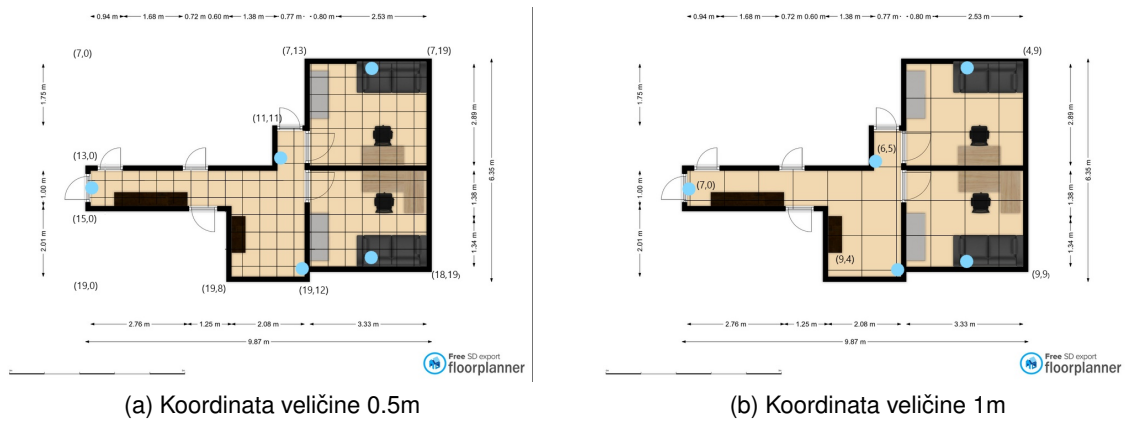 0.94 m 1.68 m 0.72 m 0.60 m 1.38 m 0.77 m 0.80 m 2.53 m
(7,0) (7,13) (7,19)
1.75 m
2.89 m
(11,11)
(13,0)
6.35 m
1.00 m
1.38 m
(15,0)
2.01 m
1.34 m
(18,19)
(19,0) (19,8) (19,12)
2.76 m 1.25 m 2.08 m 3.33 m
9.87 m
Free SD export
floorplanner
(a) Koordinata veličine 0.5m
0.94 m 1.68 m 0.72 m 0.60 m 1.38 m 0.77 m 0.80 m 2.53 m
(4,9)
1.75 m
2.89 m
(6,5)
6.35 m
1.00 m
(7,0)
1.38 m
2.01 m
1.34 m
(9,4)
(9,9)
2.76 m 1.25 m 2.08 m 3.33 m
9.87 m
Free SD export
floorplanner
(b) Koordinata veličine 1m